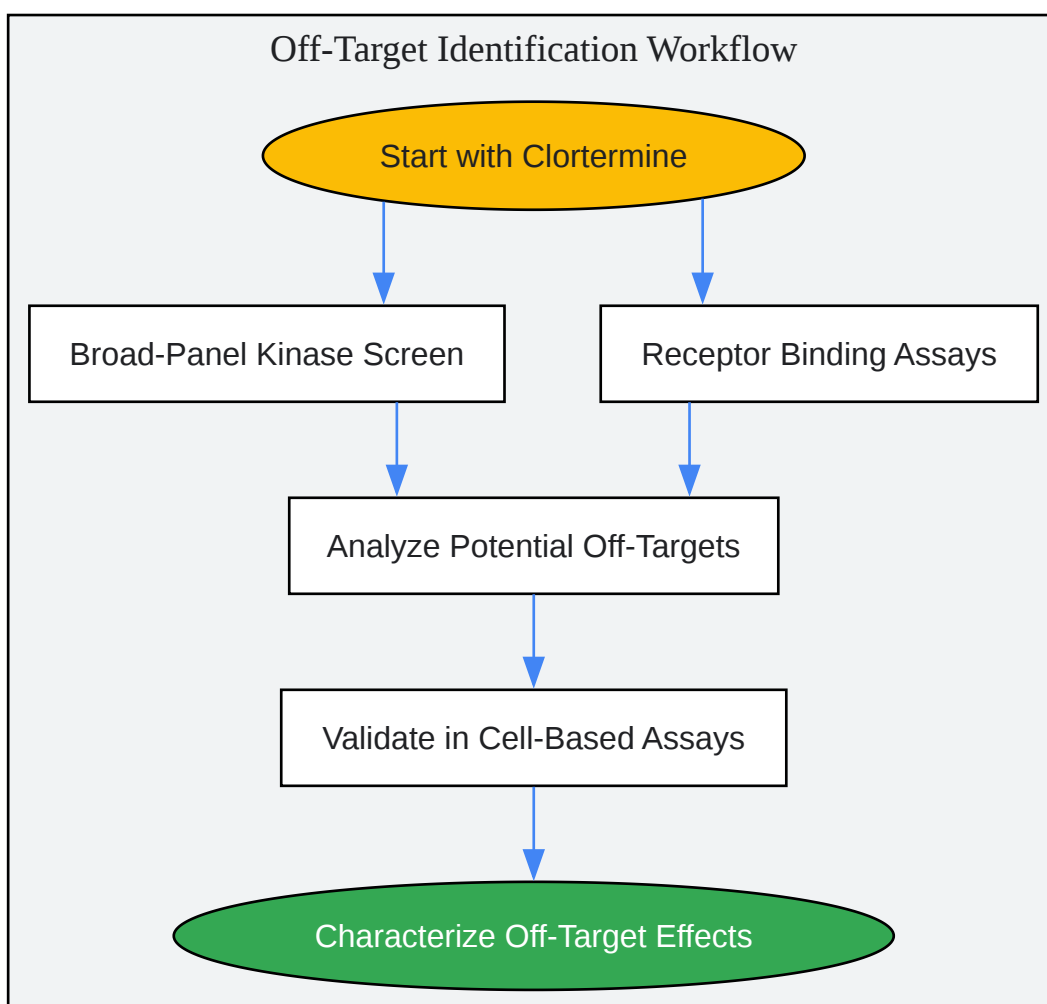 Off-Target Identification Workflow
Start with Clortermine
Broad-Panel Kinase Screen
Receptor Binding Assays
Analyze Potential Off-Targets
Validate in Cell-Based Assays
Characterize Off-Target Effects